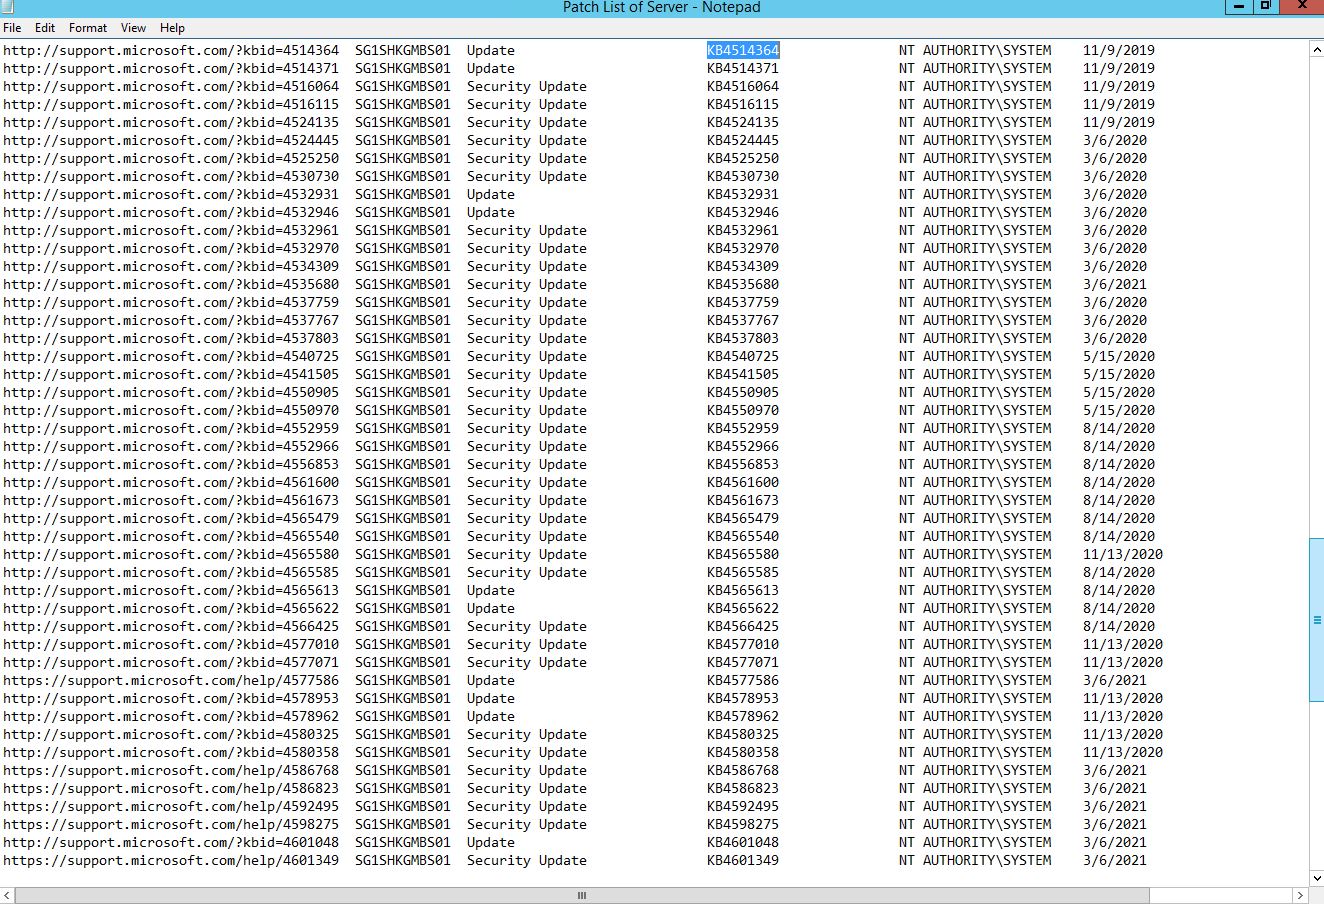 Patch List of Server - Notepad
File Edit Format View Help
http://support.microsoft.com/?kbid=4514364 SG1SHKGMBS01 Update KB4514364 NT AUTHORITY\SYSTEM 11/9/2019
http://support.microsoft.com/?kbid=4514371 SG1SHKGMBS01 Update KB4514371 NT AUTHORITY\SYSTEM 11/9/2019
http://support.microsoft.com/?kbid=4516064 SG1SHKGMBS01 Security Update KB4516064 NT AUTHORITY\SYSTEM 11/9/2019
http://support.microsoft.com/?kbid=4516115 SG1SHKGMBS01 Security Update KB4516115 NT AUTHORITY\SYSTEM 11/9/2019
http://support.microsoft.com/?kbid=4524135 SG1SHKGMBS01 Security Update KB4524135 NT AUTHORITY\SYSTEM 11/9/2019
http://support.microsoft.com/?kbid=4524445 SG1SHKGMBS01 Security Update KB4524445 NT AUTHORITY\SYSTEM 3/6/2020
http://support.microsoft.com/?kbid=4525250 SG1SHKGMBS01 Security Update KB4525250 NT AUTHORITY\SYSTEM 3/6/2020
http://support.microsoft.com/?kbid=4530730 SG1SHKGMBS01 Security Update KB4530730 NT AUTHORITY\SYSTEM 3/6/2020
http://support.microsoft.com/?kbid=4532931 SG1SHKGMBS01 Update KB4532931 NT AUTHORITY\SYSTEM 3/6/2020
http://support.microsoft.com/?kbid=4532946 SG1SHKGMBS01 Update KB4532946 NT AUTHORITY\SYSTEM 3/6/2020
http://support.microsoft.com/?kbid=4532961 SG1SHKGMBS01 Security Update KB4532961 NT AUTHORITY\SYSTEM 3/6/2020
http://support.microsoft.com/?kbid=4532970 SG1SHKGMBS01 Security Update KB4532970 NT AUTHORITY\SYSTEM 3/6/2020
http://support.microsoft.com/?kbid=4534309 SG1SHKGMBS01 Security Update KB4534309 NT AUTHORITY\SYSTEM 3/6/2020
http://support.microsoft.com/?kbid=4535680 SG1SHKGMBS01 Security Update KB4535680 NT AUTHORITY\SYSTEM 3/6/2021
http://support.microsoft.com/?kbid=4537759 SG1SHKGMBS01 Security Update KB4537759 NT AUTHORITY\SYSTEM 3/6/2020
http://support.microsoft.com/?kbid=4537767 SG1SHKGMBS01 Security Update KB4537767 NT AUTHORITY\SYSTEM 3/6/2020
http://support.microsoft.com/?kbid=4537803 SG1SHKGMBS01 Security Update KB4537803 NT AUTHORITY\SYSTEM 3/6/2020
http://support.microsoft.com/?kbid=4540725 SG1SHKGMBS01 Security Update KB4540725 NT AUTHORITY\SYSTEM 5/15/2020
http://support.microsoft.com/?kbid=4541505 SG1SHKGMBS01 Security Update KB4541505 NT AUTHORITY\SYSTEM 5/15/2020
http://support.microsoft.com/?kbid=4550905 SG1SHKGMBS01 Security Update KB4550905 NT AUTHORITY\SYSTEM 5/15/2020
http://support.microsoft.com/?kbid=4550970 SG1SHKGMBS01 Security Update KB4550970 NT AUTHORITY\SYSTEM 5/15/2020
http://support.microsoft.com/?kbid=4552959 SG1SHKGMBS01 Security Update KB4552959 NT AUTHORITY\SYSTEM 8/14/2020
http://support.microsoft.com/?kbid=4552966 SG1SHKGMBS01 Security Update KB4552966 NT AUTHORITY\SYSTEM 8/14/2020
http://support.microsoft.com/?kbid=4556853 SG1SHKGMBS01 Security Update KB4556853 NT AUTHORITY\SYSTEM 8/14/2020
http://support.microsoft.com/?kbid=4561600 SG1SHKGMBS01 Security Update KB4561600 NT AUTHORITY\SYSTEM 8/14/2020
http://support.microsoft.com/?kbid=4561673 SG1SHKGMBS01 Security Update KB4561673 NT AUTHORITY\SYSTEM 8/14/2020
http://support.microsoft.com/?kbid=4565479 SG1SHKGMBS01 Security Update KB4565479 NT AUTHORITY\SYSTEM 8/14/2020
http://support.microsoft.com/?kbid=4565540 SG1SHKGMBS01 Security Update KB4565540 NT AUTHORITY\SYSTEM 8/14/2020
http://support.microsoft.com/?kbid=4565580 SG1SHKGMBS01 Security Update KB4565580 NT AUTHORITY\SYSTEM 11/13/2020
http://support.microsoft.com/?kbid=4565585 SG1SHKGMBS01 Security Update KB4565585 NT AUTHORITY\SYSTEM 8/14/2020
http://support.microsoft.com/?kbid=4565613 SG1SHKGMBS01 Update KB4565613 NT AUTHORITY\SYSTEM 8/14/2020
http://support.microsoft.com/?kbid=4565622 SG1SHKGMBS01 Update KB4565622 NT AUTHORITY\SYSTEM 8/14/2020
http://support.microsoft.com/?kbid=4566425 SG1SHKGMBS01 Security Update KB4566425 NT AUTHORITY\SYSTEM 8/14/2020
http://support.microsoft.com/?kbid=4577010 SG1SHKGMBS01 Security Update KB4577010 NT AUTHORITY\SYSTEM 11/13/2020
http://support.microsoft.com/?kbid=4577071 SG1SHKGMBS01 Security Update KB4577071 NT AUTHORITY\SYSTEM 11/13/2020
https://support.microsoft.com/help/4577586 SG1SHKGMBS01 Update KB4577586 NT AUTHORITY\SYSTEM 3/6/2021
http://support.microsoft.com/?kbid=4578953 SG1SHKGMBS01 Update KB4578953 NT AUTHORITY\SYSTEM 11/13/2020
http://support.microsoft.com/?kbid=4578962 SG1SHKGMBS01 Update KB4578962 NT AUTHORITY\SYSTEM 11/13/2020
http://support.microsoft.com/?kbid=4580325 SG1SHKGMBS01 Security Update KB4580325 NT AUTHORITY\SYSTEM 11/13/2020
http://support.microsoft.com/?kbid=4580358 SG1SHKGMBS01 Security Update KB4580358 NT AUTHORITY\SYSTEM 11/13/2020
https://support.microsoft.com/help/4586768 SG1SHKGMBS01 Security Update KB4586768 NT AUTHORITY\SYSTEM 3/6/2021
https://support.microsoft.com/help/4586823 SG1SHKGMBS01 Security Update KB4586823 NT AUTHORITY\SYSTEM 3/6/2021
https://support.microsoft.com/help/4592495 SG1SHKGMBS01 Security Update KB4592495 NT AUTHORITY\SYSTEM 3/6/2021
https://support.microsoft.com/help/4598275 SG1SHKGMBS01 Security Update KB4598275 NT AUTHORITY\SYSTEM 3/6/2021
http://support.microsoft.com/?kbid=4601048 SG1SHKGMBS01 Update KB4601048 NT AUTHORITY\SYSTEM 3/6/2021
https://support.microsoft.com/help/4601349 SG1SHKGMBS01 Security Update KB4601349 NT AUTHORITY\SYSTEM 3/6/2021